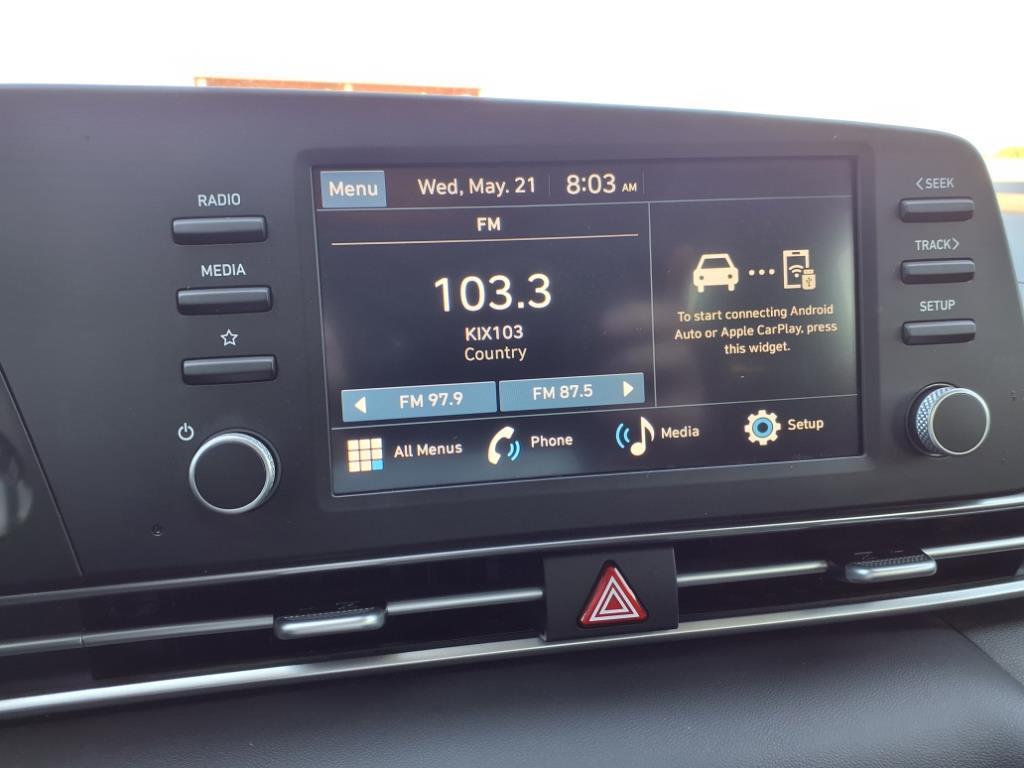 RADIO
MEDIA
Menu
Wed, May. 21
8:03 AM
FM
103.3
KIX103
Country
FM 97.9
FM 87.5
To start connecting Android
Auto or Apple CarPlay, press
this widget.
All Menus
Phone
Media
Setup
<SEEK
TRACK>
SETUP